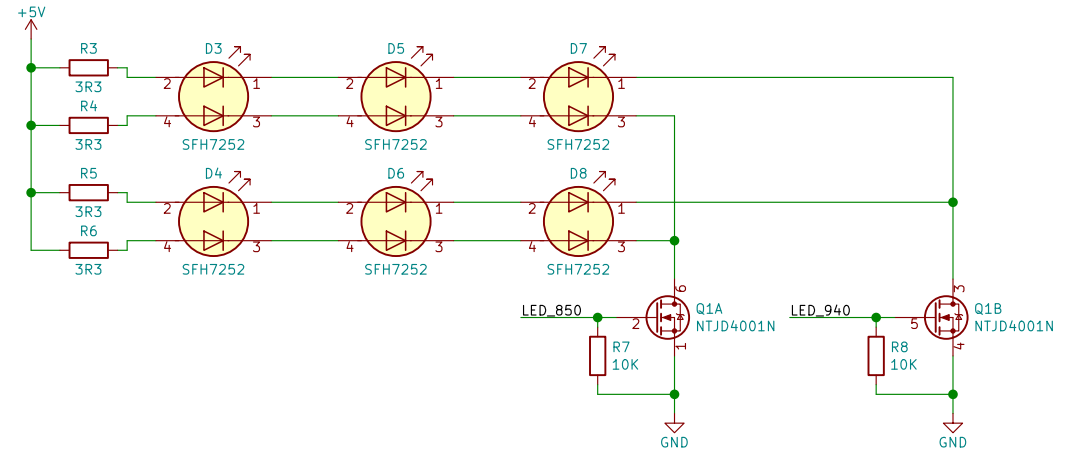 +5V
R3
3R3
R4
3R3
R5
3R3
R6
3R3
D3
2
1
4
3
SFH7252
D5
2
1
4
3
SFH7252
D7
2
1
4
3
SFH7252
D4
2
1
4
3
SFH7252
D6
2
1
4
3
SFH7252
D8
2
1
4
3
SFH7252
LED_850
2
6
1
Q1A
NTJD4001N
R7
10K
GND
LED_940
5
3
4
Q1B
NTJD4001N
R8
10K
GND